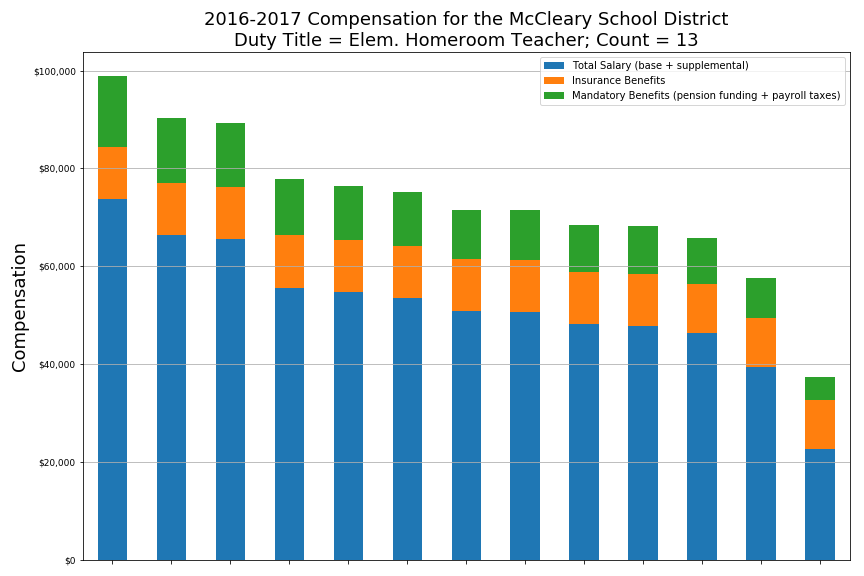 2016-2017 Compensation for the McCleary School District
Duty Title = Elem. Homeroom Teacher; Count = 13
Total Salary (base + supplemental)
Insurance Benefits
Mandatory Benefits (pension funding + payroll taxes)
Compensation
$100,000
$80,000
$60,000
$40,000
$20,000
$0